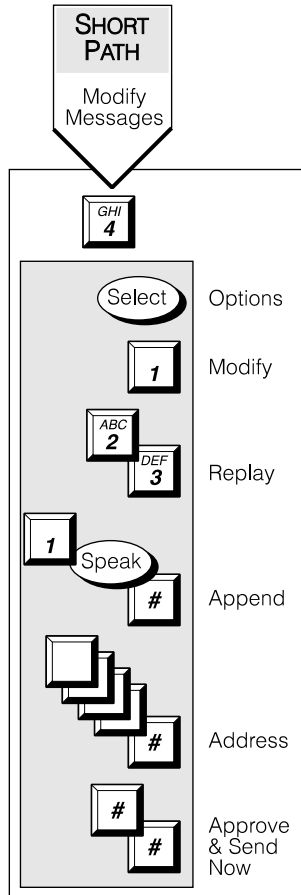 SHORT
PATH
Modify
Messages
GHI
4
Select Options
1 Modify
ABC
2
DEF
3 Replay
1
Speak
# Append
# Address
#
# Approve
& Send
Now